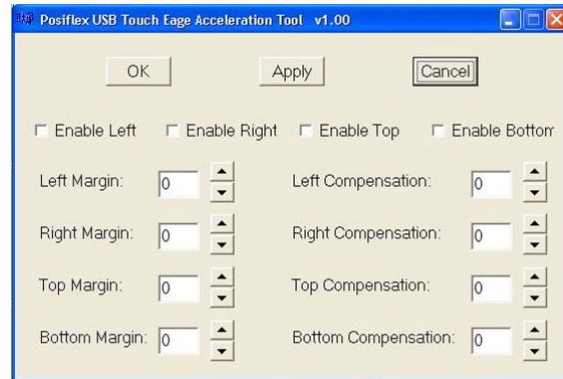 Posiflex USB Touch Eage Acceleration Tool v1.00
OK Apply Cancel
Enable Left Enable Right Enable Top Enable Bottom
Left Margin: 0 Left Compensation: 0
Right Margin: 0 Right Compensation: 0
Top Margin: 0 Top Compensation: 0
Bottom Margin: 0 Bottom Compensation: 0